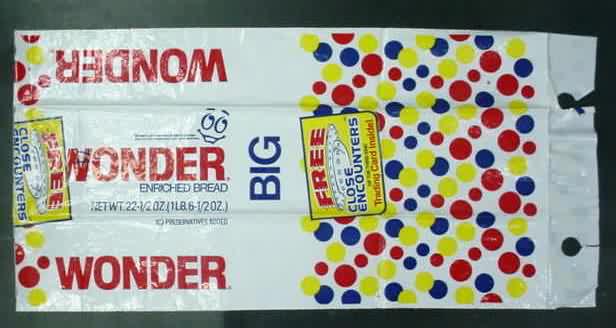 WONDER
FREE
CLOSE
ENCOUNTERS
WONDER
ENRICHED BREAD
NET WT. 22-1/2 OZ. (1 LB. 6-1/2 OZ.)
NO PRESERVATIVES ADDED
BIG
FREE
CLOSE
ENCOUNTERS
Trading Card Inside!
WONDER